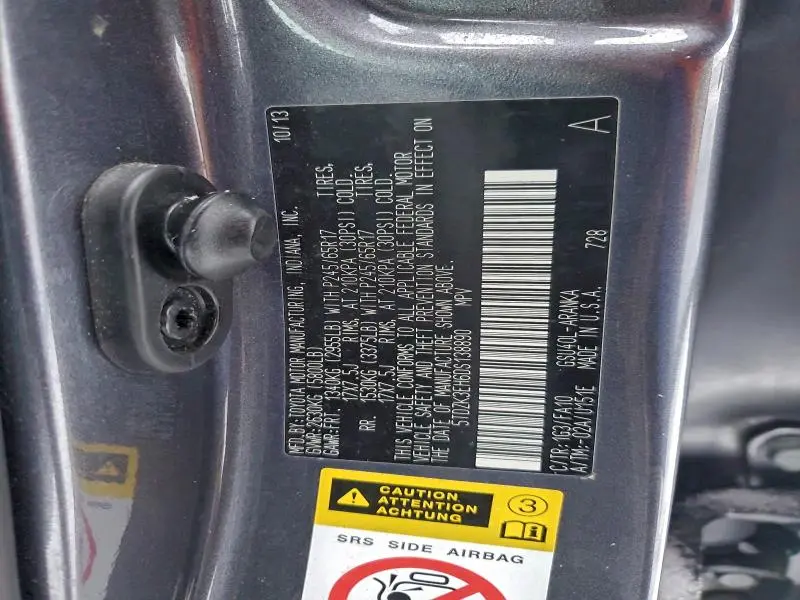 MFD.BY: TOYOTA MOTOR MANUFACTURING, INDIANA, INC. 10/13
GVWR: 2630KG (5800LB)
GAWR: FRT. 1340KG (2955LB) WITH P245/65R17 TIRES,
17X7.5J RIMS, AT 210KPA (30PSI) COLD.
RR. 1530KG (3375LB) WITH P245/65R17 TIRES,
17X7.5J RIMS, AT 210KPA (30PSI) COLD.
THIS VEHICLE CONFORMS TO ALL APPLICABLE FEDERAL MOTOR
VEHICLE SAFETY AND THEFT PREVENTION STANDARDS IN EFFECT ON
THE DATE OF MANUFACTURE SHOWN ABOVE.
5TDZK3EH6DS138990 MPV
C/TR: 1G3/FA10 GSU40L-ARANKA
A/TM-02A/U151E MADE IN U.S.A. 728 A
CAUTION
ATTENTION
ACHTUNG
3
SRS SIDE AIRBAG